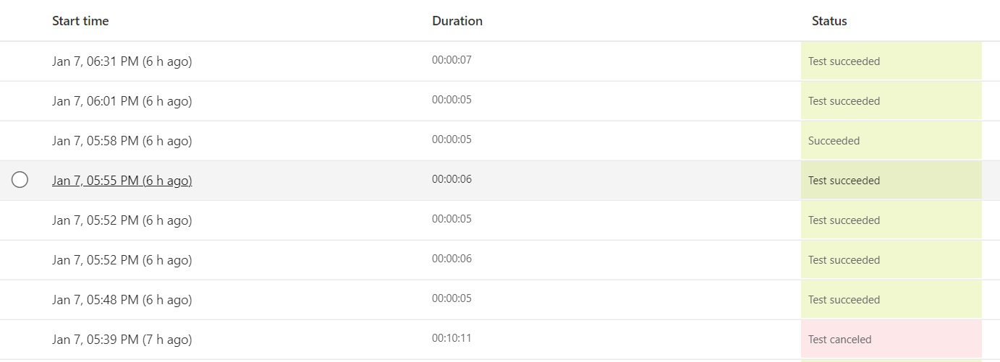 Start time Duration Status
Jan 7, 06:31 PM (6 h ago) 00:00:07 Test succeeded
Jan 7, 06:01 PM (6 h ago) 00:00:05 Test succeeded
Jan 7, 05:58 PM (6 h ago) 00:00:05 Succeeded
Jan 7, 05:55 PM (6 h ago) 00:00:06 Test succeeded
Jan 7, 05:52 PM (6 h ago) 00:00:05 Test succeeded
Jan 7, 05:52 PM (6 h ago) 00:00:06 Test succeeded
Jan 7, 05:48 PM (6 h ago) 00:00:05 Test succeeded
Jan 7, 05:39 PM (7 h ago) 00:10:11 Test canceled